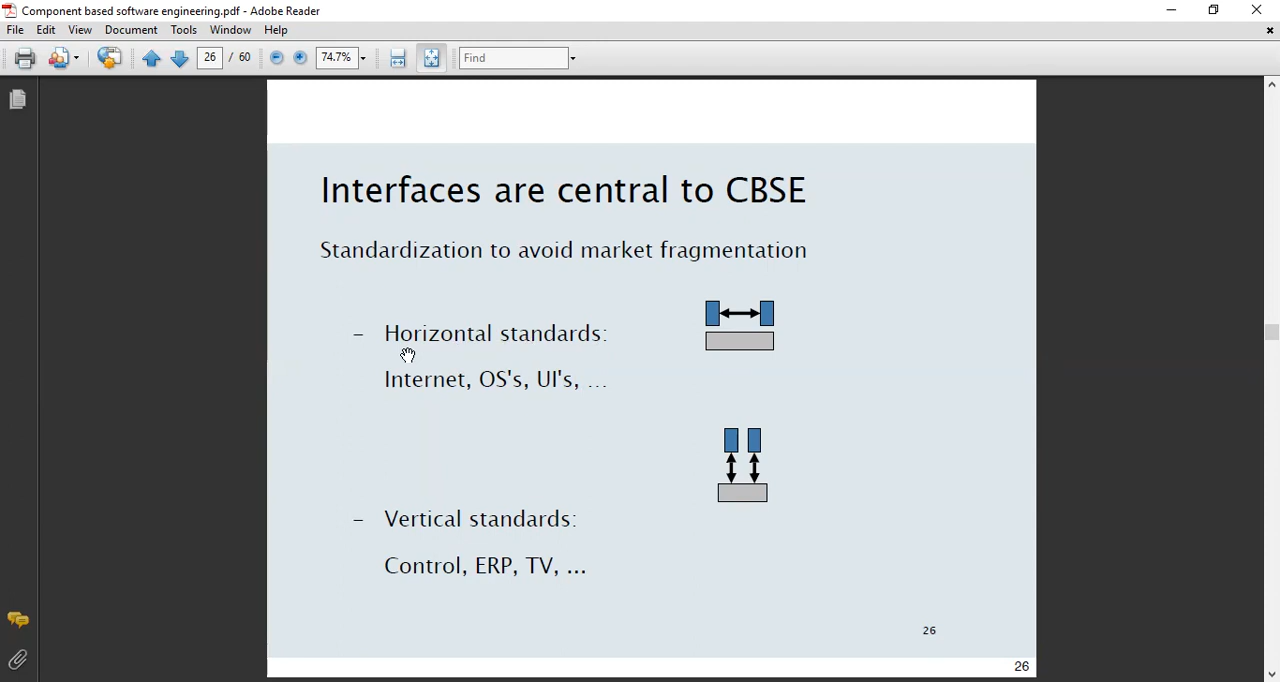 Component based software engineering.pdf - Adobe Reader
File Edit View Document Tools Window Help
26 / 60 74.7% Find
Interfaces are central to CBSE
Standardization to avoid market fragmentation
– Horizontal standards:
Internet, OS's, UI's, ...
– Vertical standards:
Control, ERP, TV, ...
26
26